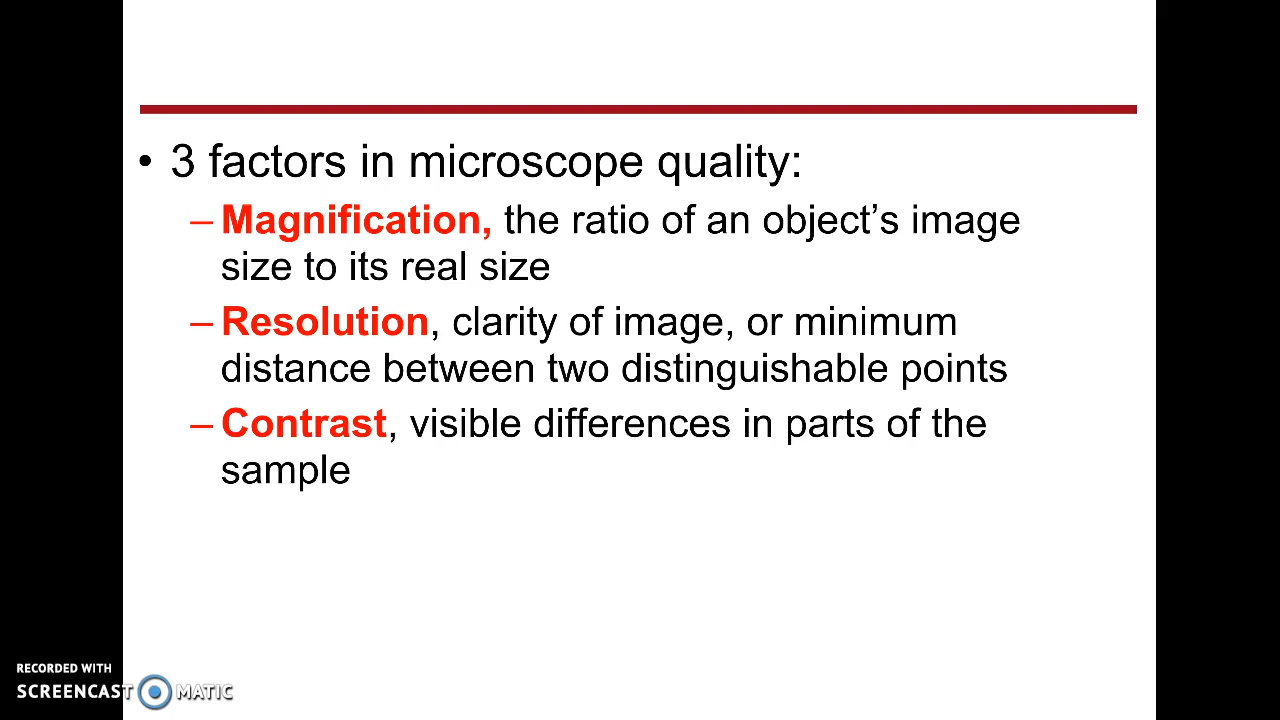 • 3 factors in microscope quality:
– Magnification, the ratio of an object’s image
size to its real size
– Resolution, clarity of image, or minimum
distance between two distinguishable points
– Contrast, visible differences in parts of the
sample
RECORDED WITH
SCREENCAST MATIC